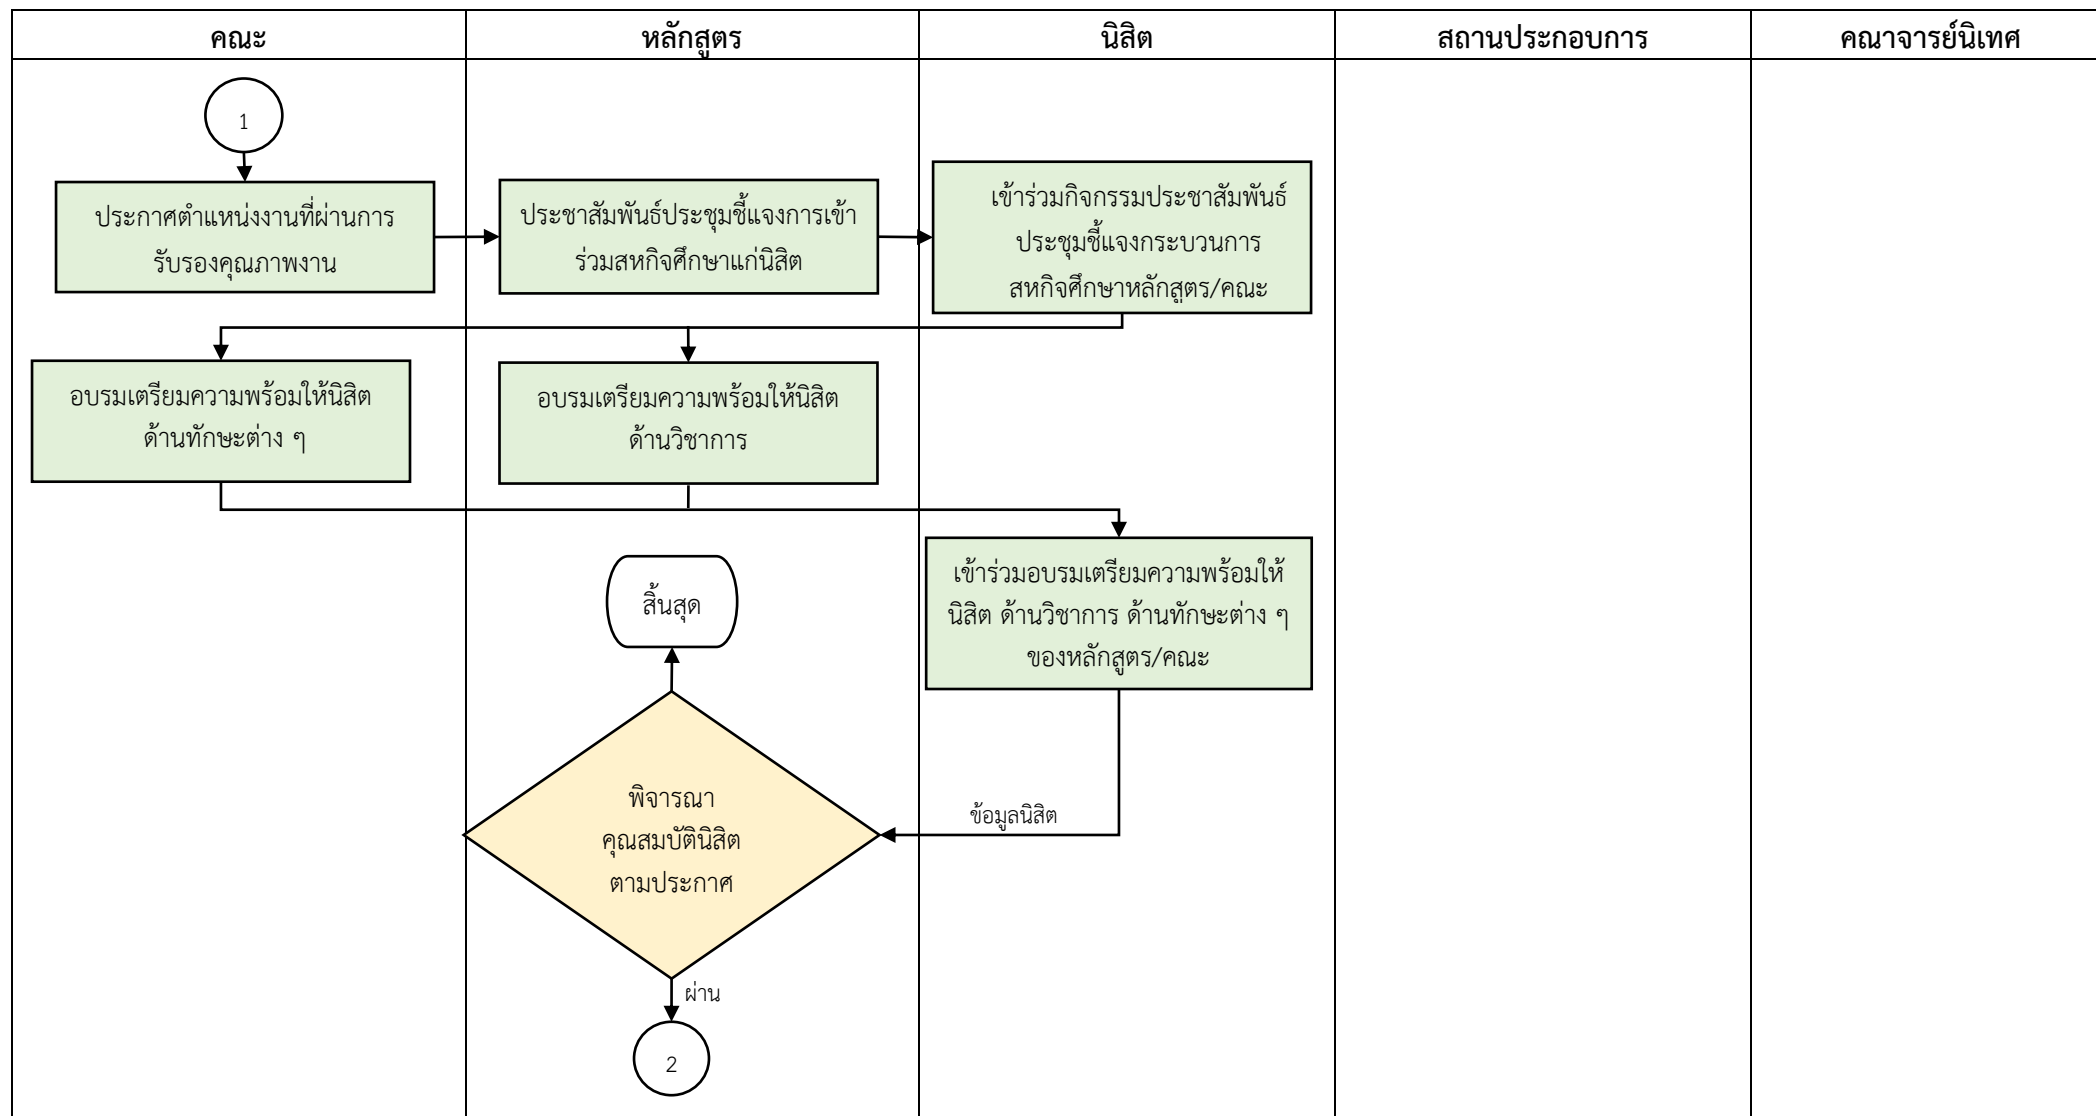 คณะ
หลักสูตร
นิสิต
สถานประกอบการ
คณาจารย์นิเทศ
1
ประกาศตำแหน่งงานที่ผ่านการ
รับรองคุณภาพงาน
ประชาสัมพันธ์ประชุมชี้แจงการเข้า
ร่วมสหกิจศึกษาแก่นิสิต
เข้าร่วมกิจกรรมประชาสัมพันธ์
ประชุมชี้แจงกระบวนการ
สหกิจศึกษาหลักสูตร/คณะ
อบรมเตรียมความพร้อมให้นิสิต
ด้านทักษะต่าง ๆ
อบรมเตรียมความพร้อมให้นิสิต
ด้านวิชาการ
เข้าร่วมอบรมเตรียมความพร้อมให้
นิสิต ด้านวิชาการ ด้านทักษะต่าง ๆ
ของหลักสูตร/คณะ
สิ้นสุด
ข้อมูลนิสิต
พิจารณา
คุณสมบัตินิสิต
ตามประกาศ
ผ่าน
2